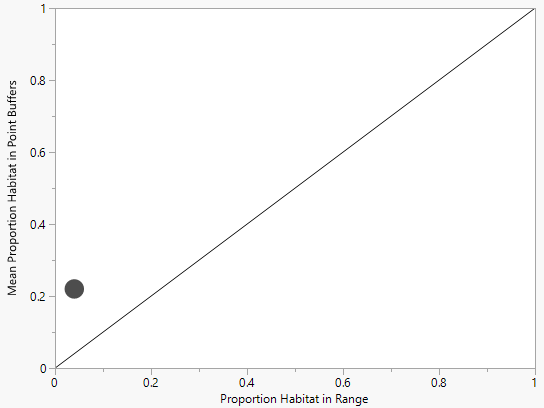 1
0.8
0.6
0.4
0.2
0
Mean Proportion Habitat in Point Buffers
0 0.2 0.4 0.6 0.8 1
Proportion Habitat in Range